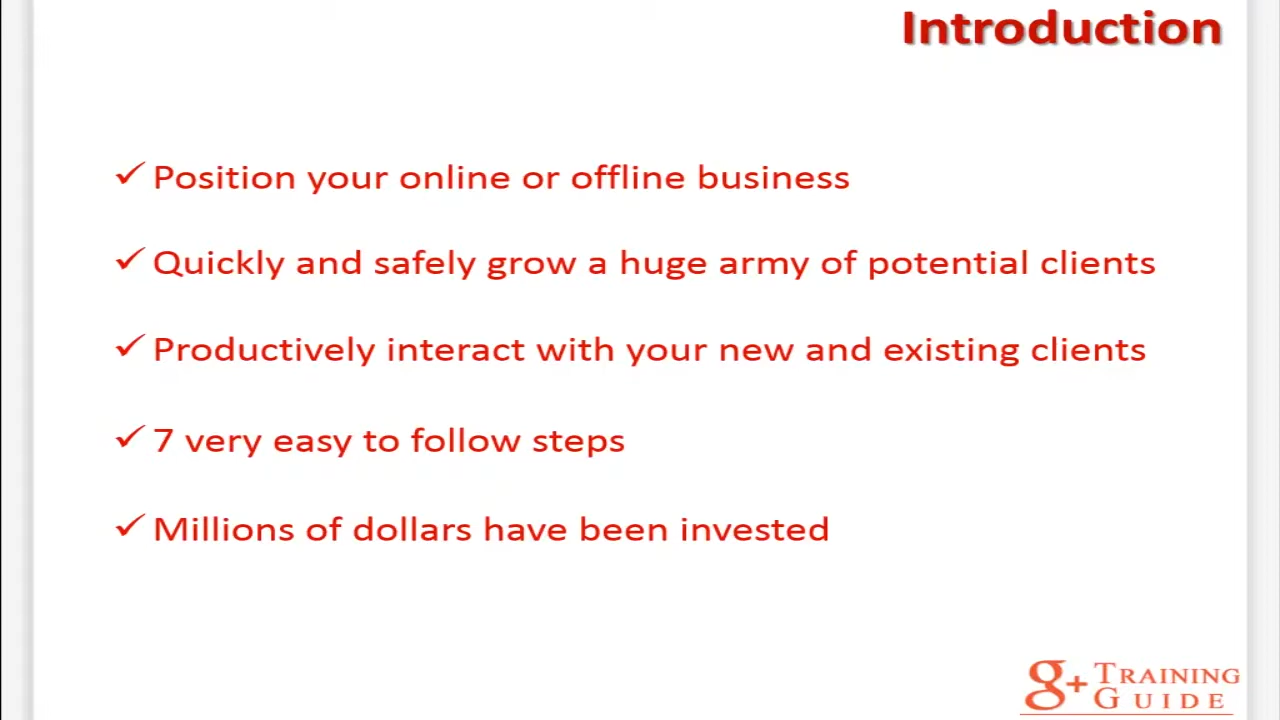 Introduction
✓ Position your online or offline business
✓ Quickly and safely grow a huge army of potential clients
✓ Productively interact with your new and existing clients
✓ 7 very easy to follow steps
✓ Millions of dollars have been invested
g+ Training
Guide